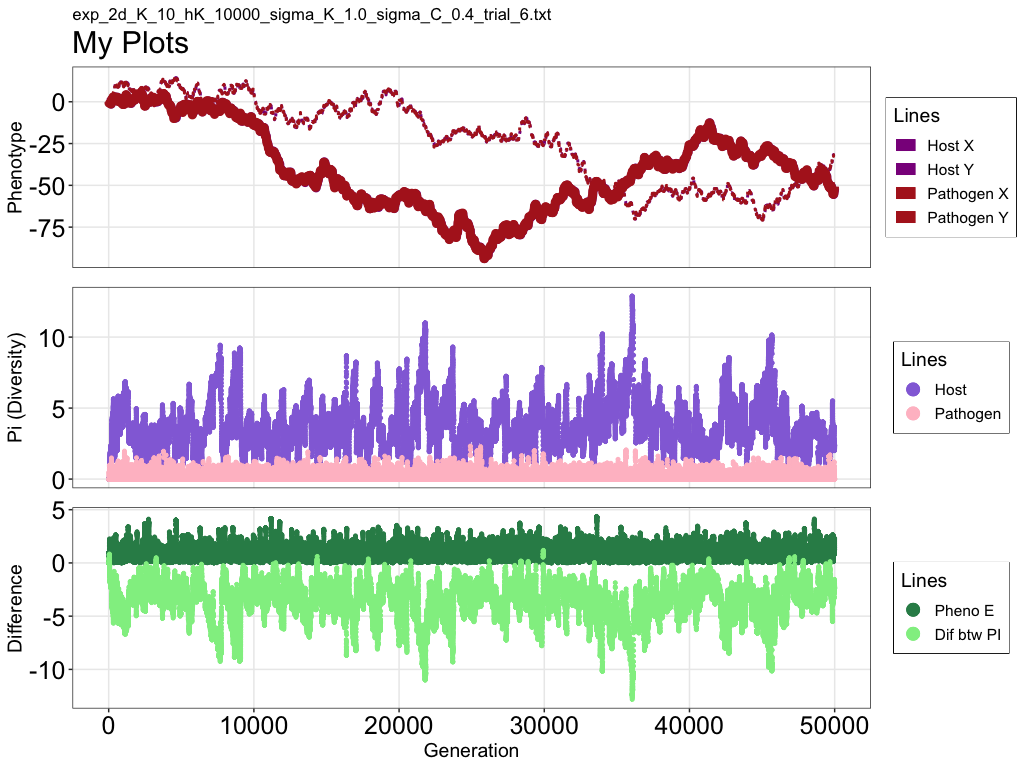 exp_2d_K_10_hK_10000_sigma_K_1.0_sigma_C_0.4_trial_6.txt
My Plots
Phenotype
0
-25
-50
-75
Lines
Host X
Host Y
Pathogen X
Pathogen Y
Pi (Diversity)
10
5
0
Lines
Host
Pathogen
Difference
5
0
-5
-10
Lines
Pheno E
Dif btw PI
0 10000 20000 30000 40000 50000
Generation